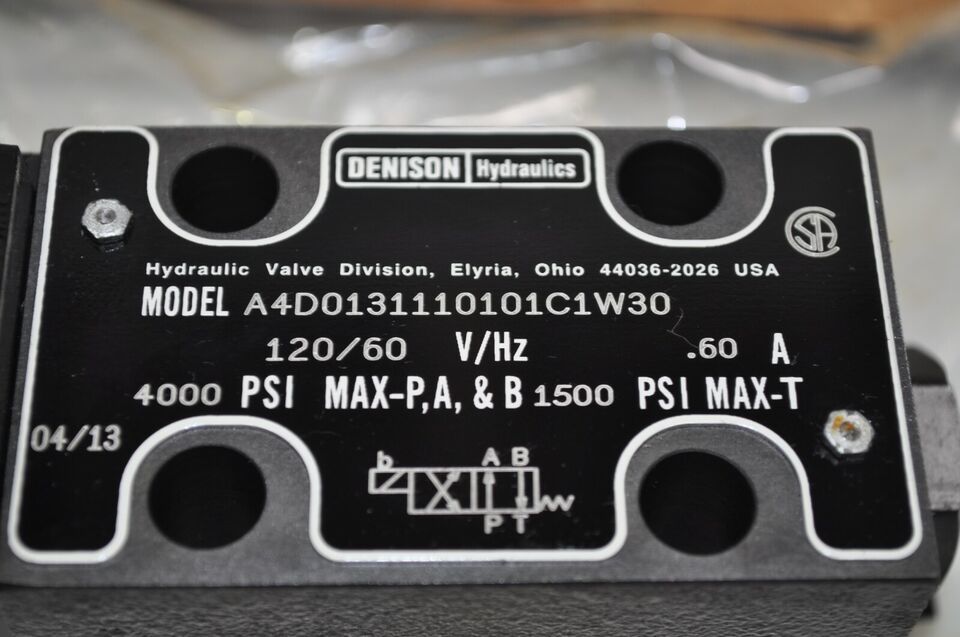 DENISON Hydraulics
CSA
Hydraulic Valve Division, Elyria, Ohio 44036-2026 USA
MODEL A4D0131110101C1W30
120/60 V/Hz .60 A
4000 PSI MAX-P,A, & B 1500 PSI MAX-T
04/13
b A B
P T